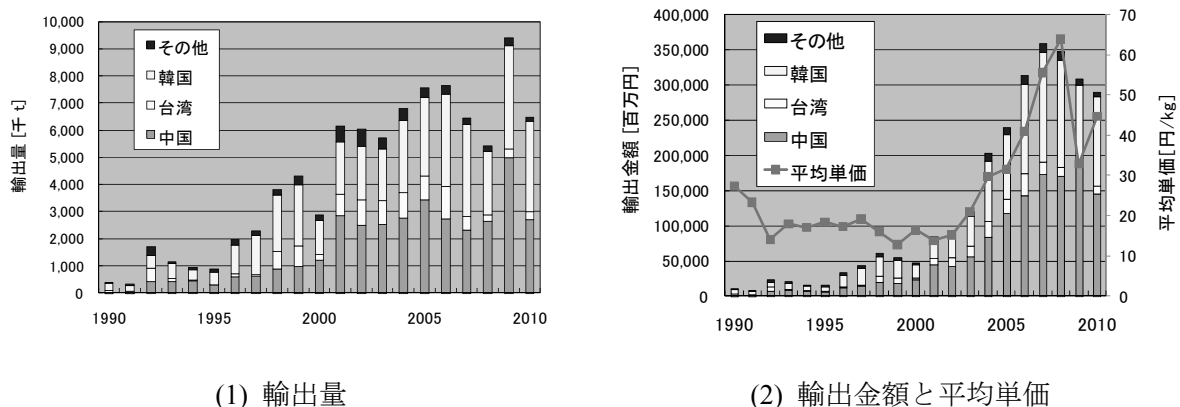 10,000
9,000
8,000
7,000
6,000
5,000
4,000
3,000
2,000
1,000
0
輸出量 [千 t]
その他
韓国
台湾
中国
1990 1995 2000 2005 2010
(1) 輸出量
400,000
350,000
300,000
250,000
200,000
150,000
100,000
50,000
0
輸出金額 [百万円]
その他
韓国
台湾
中国
平均単価
70
60
50
40
30
20
10
0
平均単価[円/kg]
1990 1995 2000 2005 2010
(2) 輸出金額と平均単価